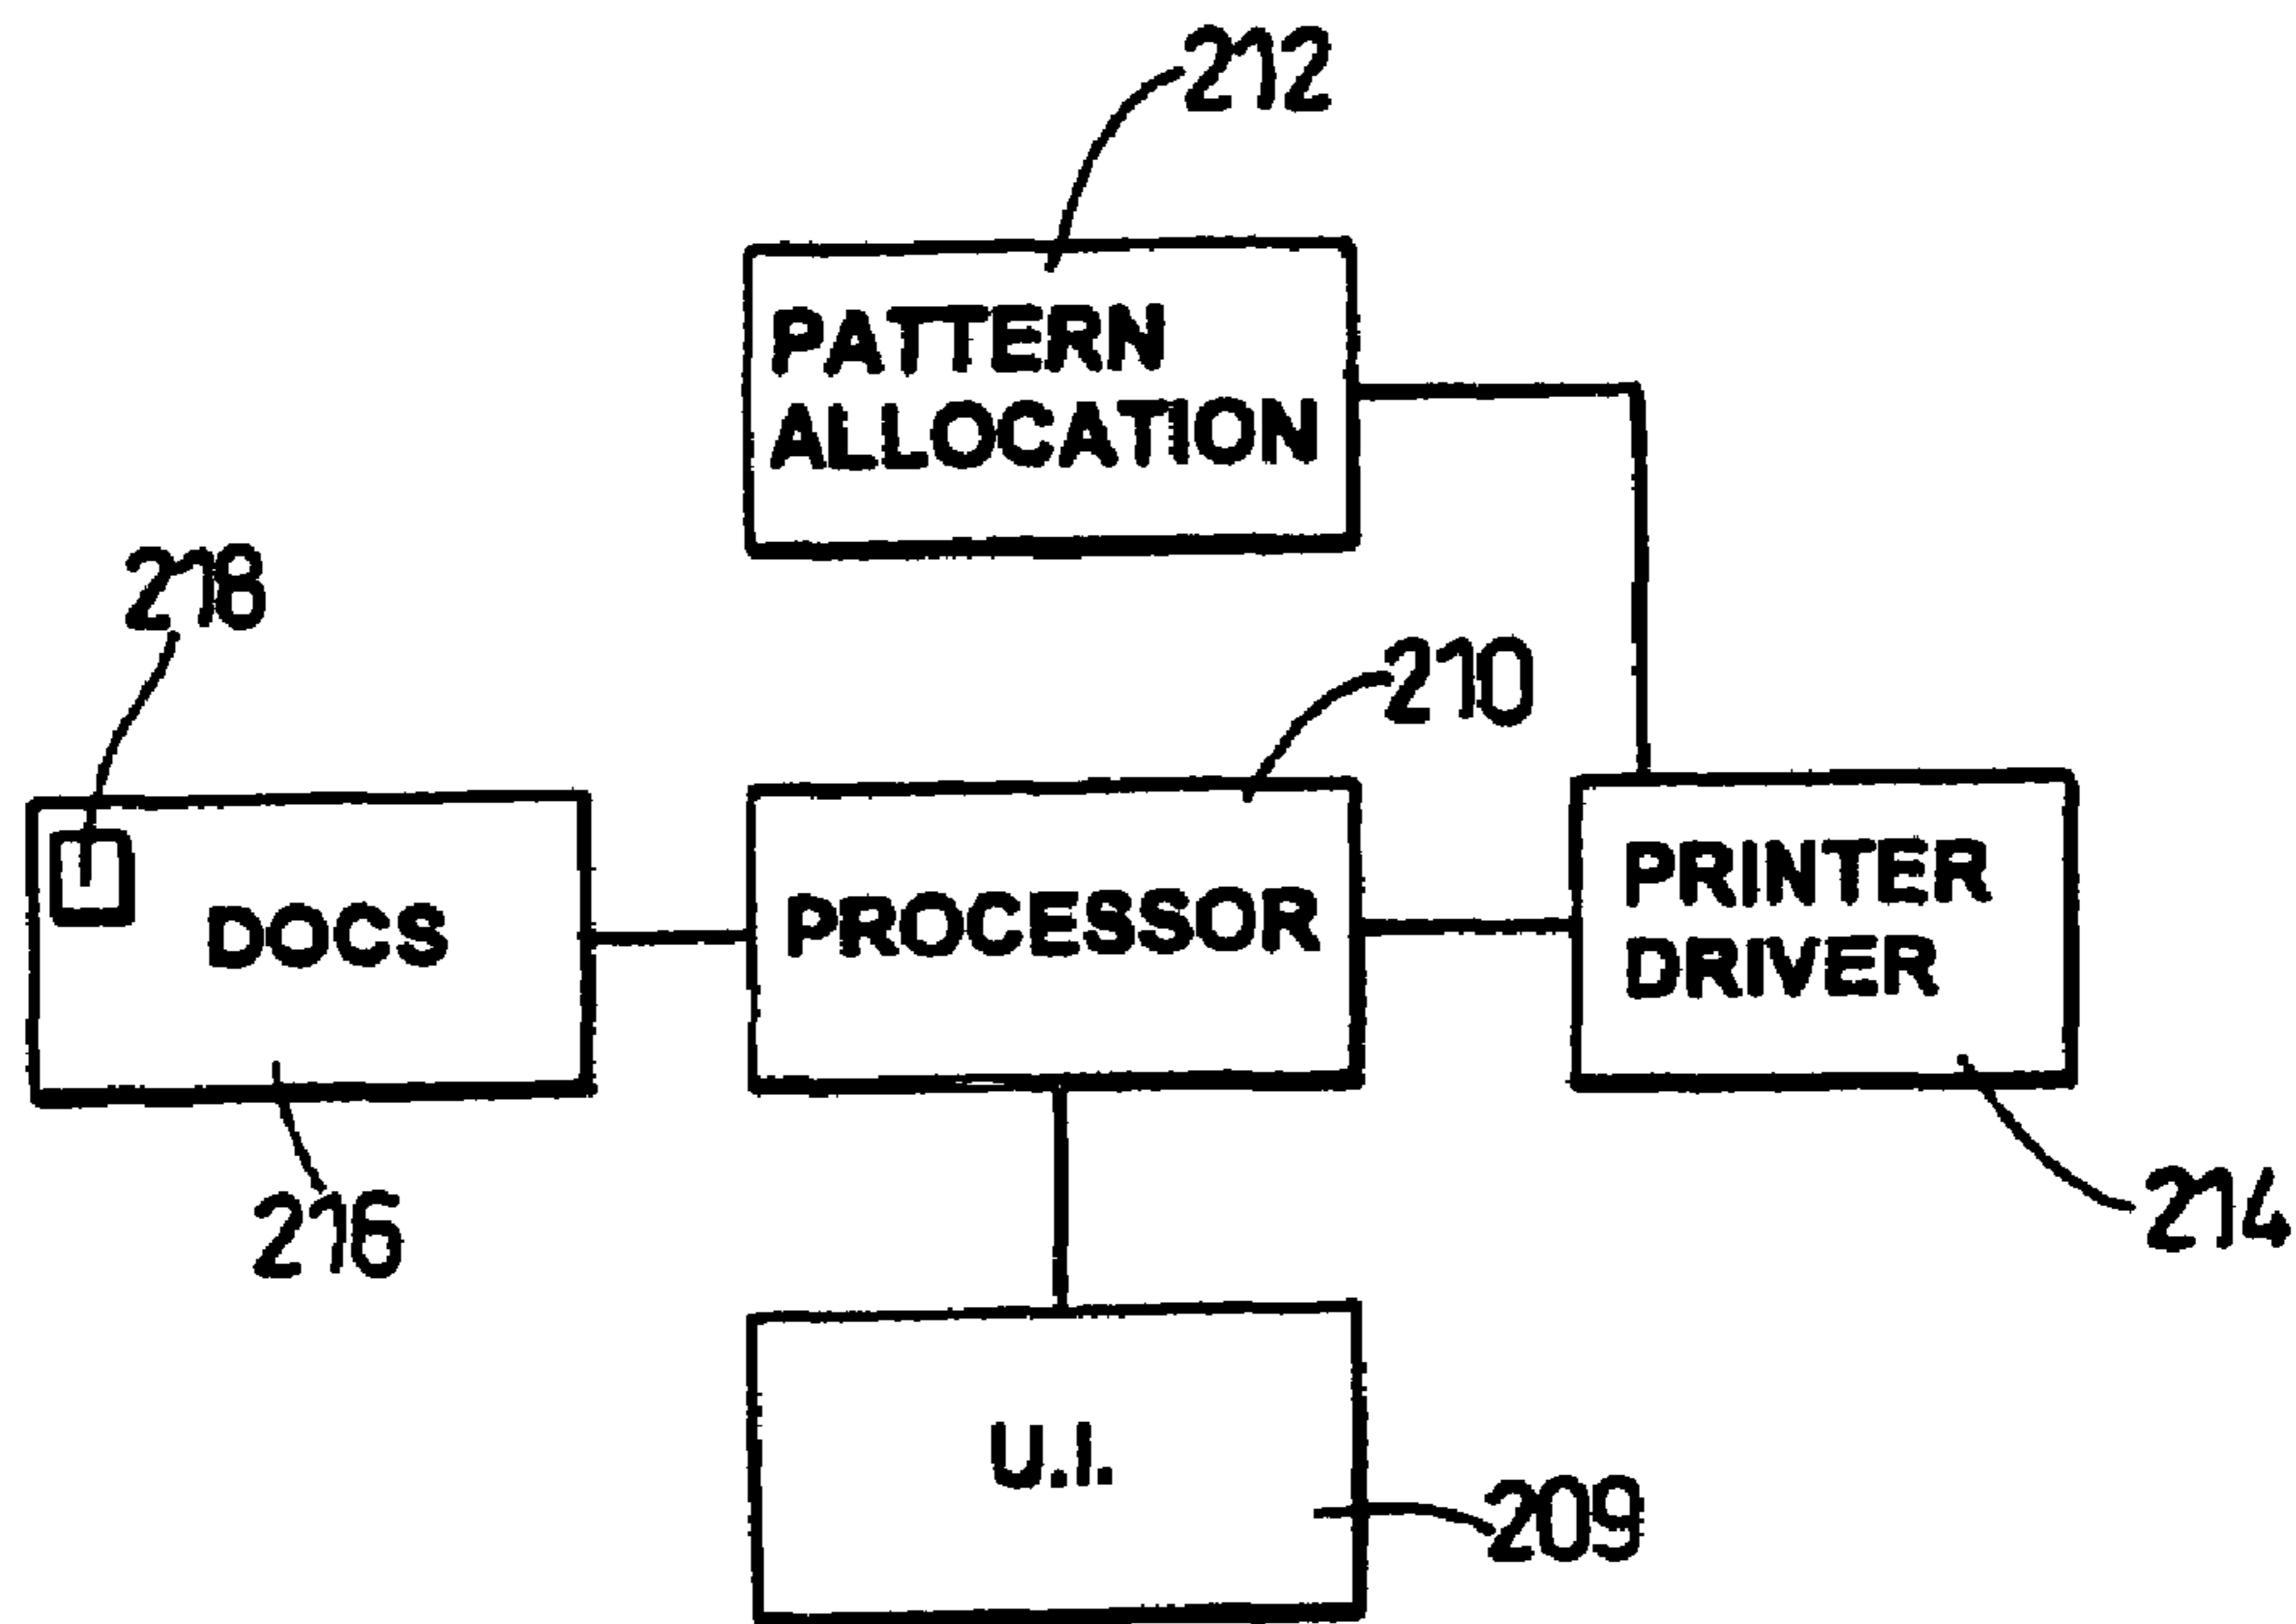 212
PATTERN
ALLOCATION
218
210
DOCS
PROCESSOR
PRINTER
DRIVER
216
214
U.I.
209